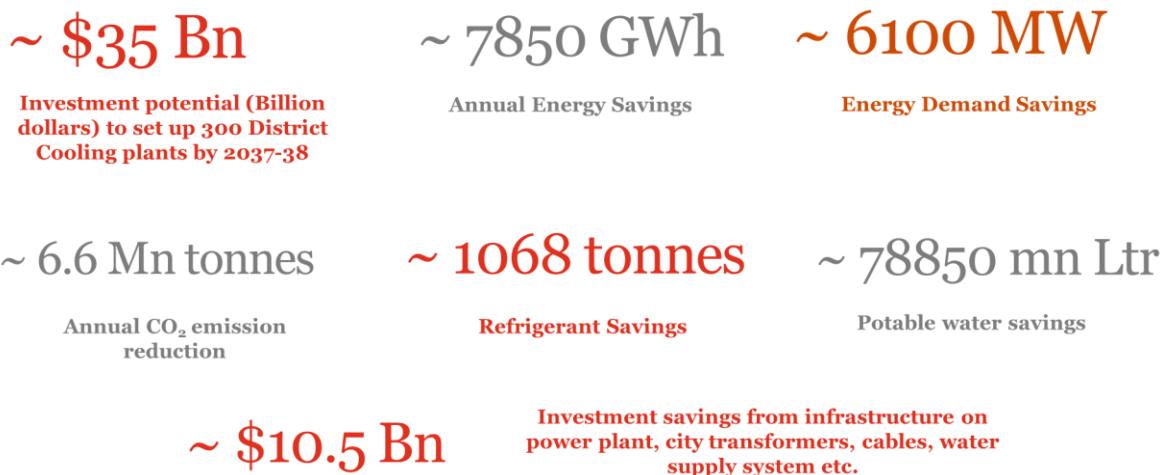 ~ $35 Bn
Investment potential (Billion
dollars) to set up 300 District
Cooling plants by 2037-38
~ 7850 GWh
Annual Energy Savings
~ 6100 MW
Energy Demand Savings
~ 6.6 Mn tonnes
Annual CO₂ emission
reduction
~ 1068 tonnes
Refrigerant Savings
~ 78850 mn Ltr
Potable water savings
~ $10.5 Bn
Investment savings from infrastructure on
power plant, city transformers, cables, water
supply system etc.